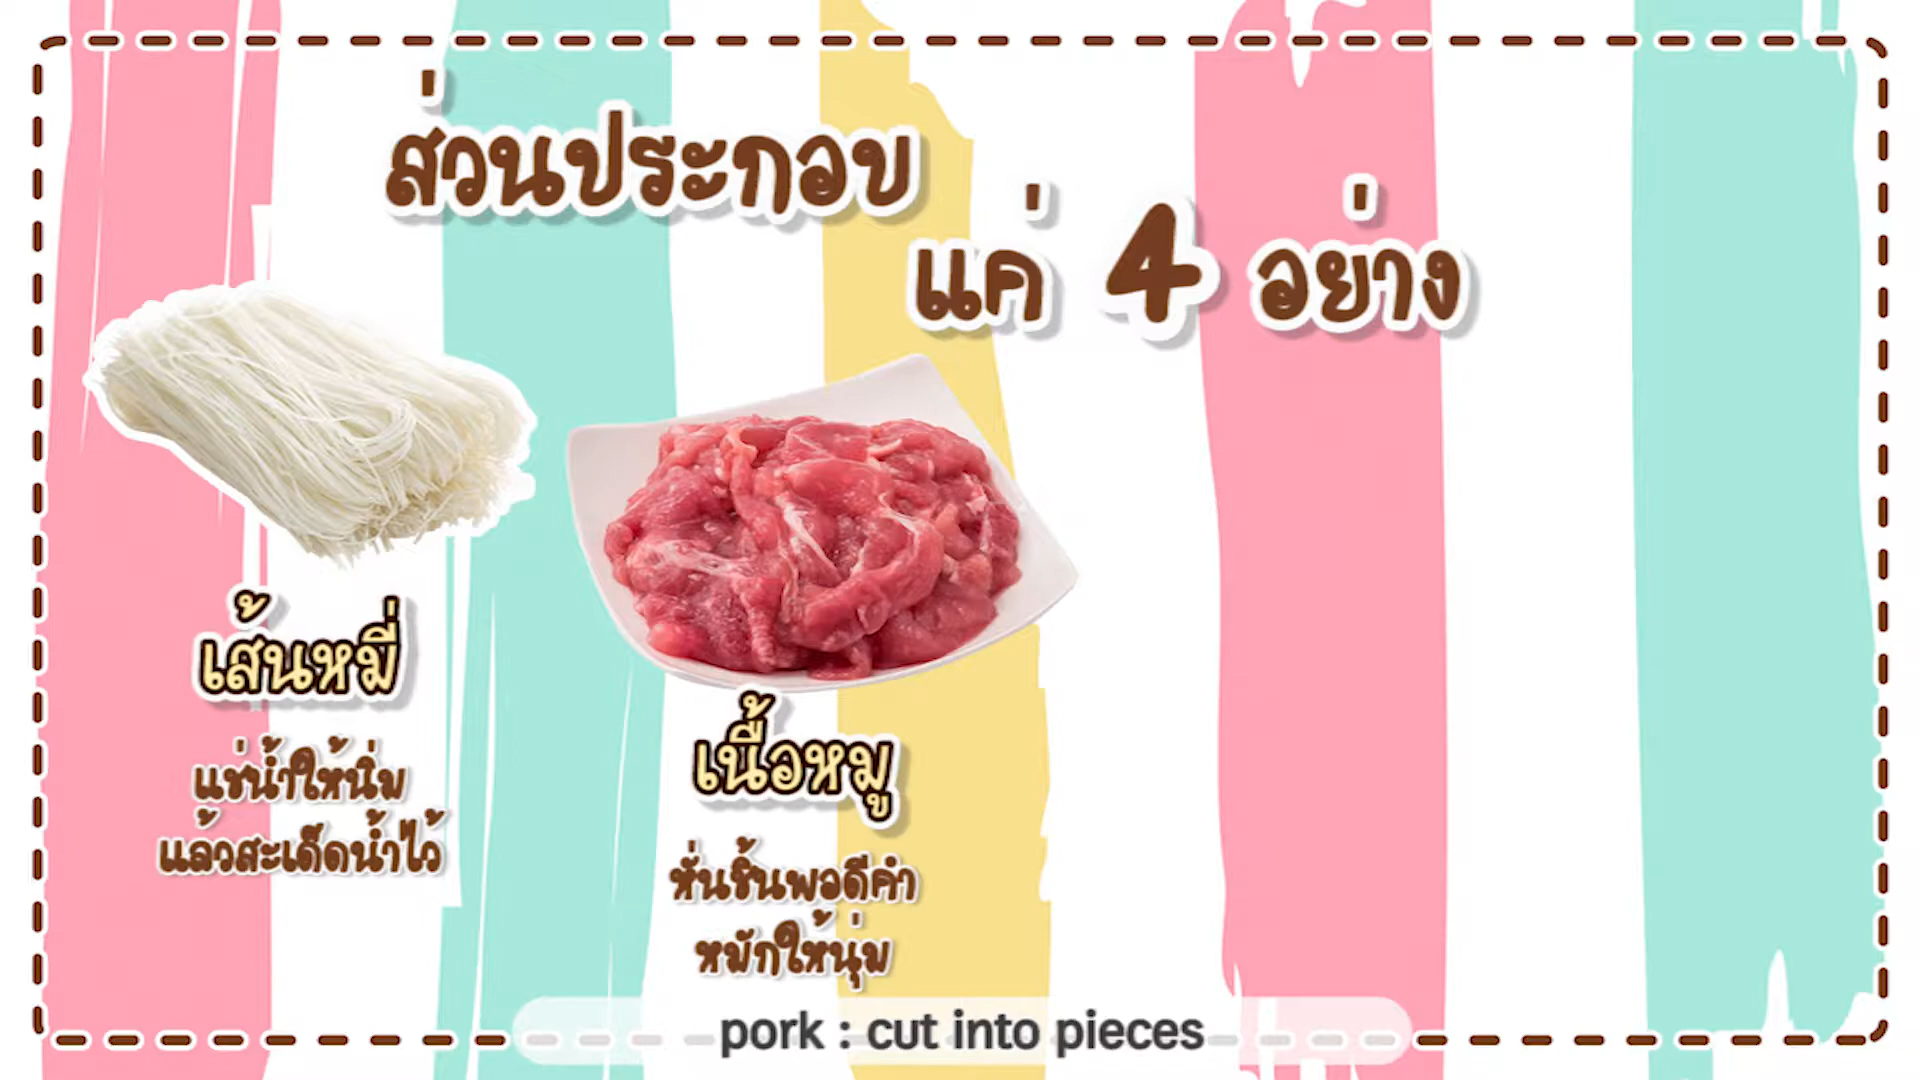 ส่วนประกอบ
แค่ 4 อย่าง
เส้นหมี่
แช่น้ำให้นิ่ม
แล้วสะเด็ดน้ำไว้
เนื้อหมู
หั่นชิ้นพอดีคำ
หมักให้นุ่ม
pork : cut into pieces